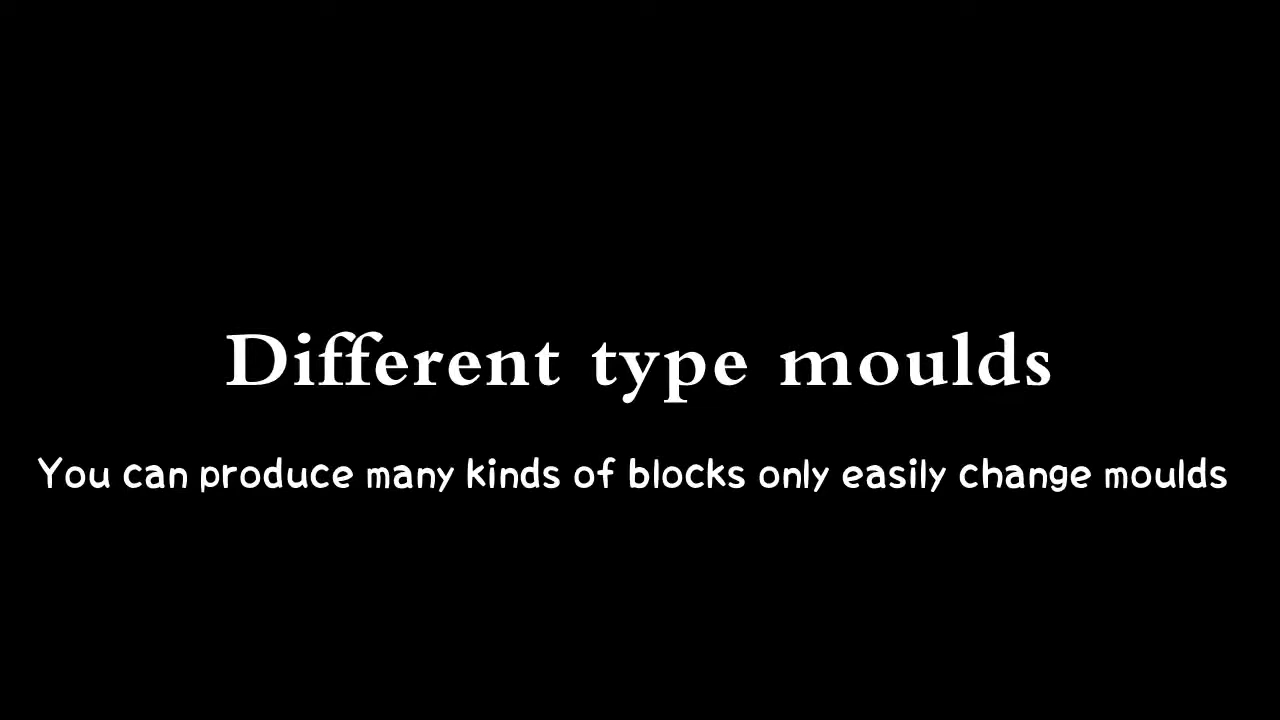 Different type moulds
You can produce many kinds of blocks only easily change moulds